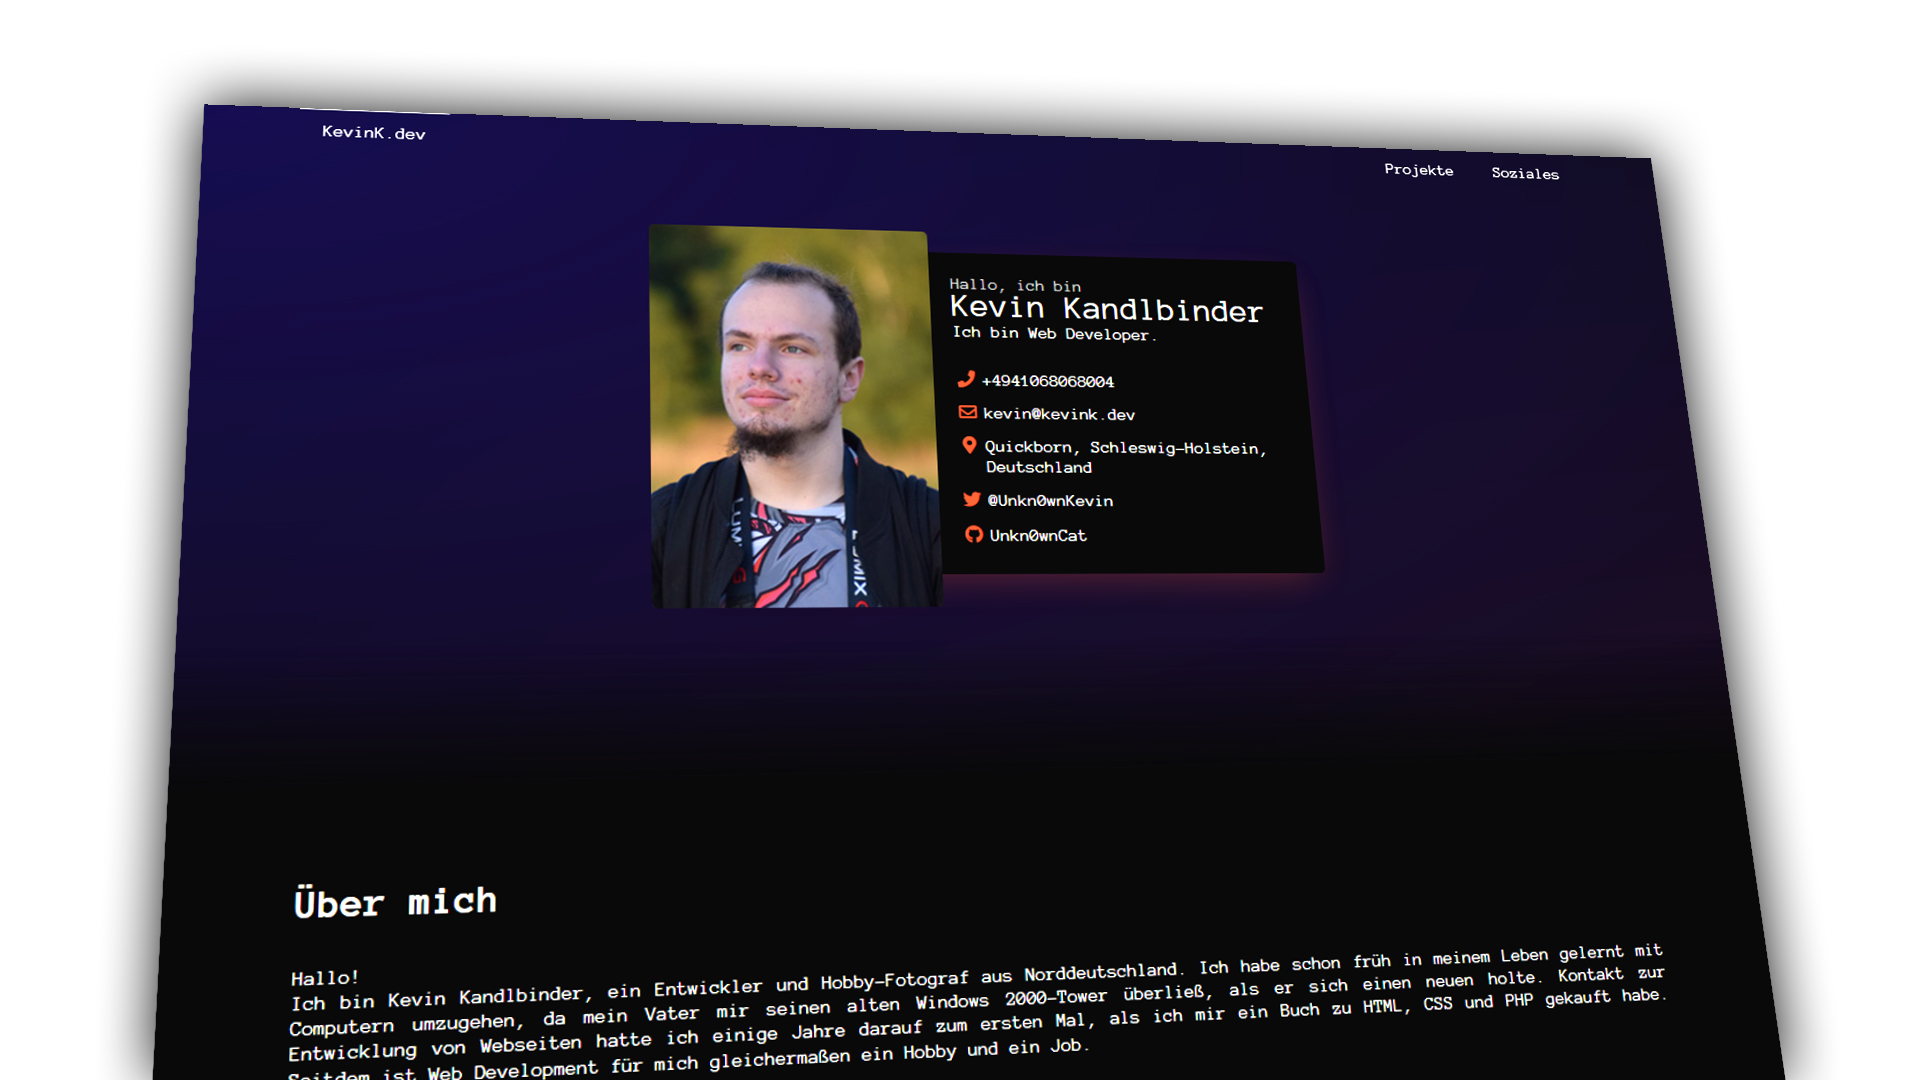 KevinK.dev
Projekte Soziales
Hallo, ich bin
Kevin Kandlbinder
Ich bin Web Developer.
+4941068068004
kevin@kevink.dev
Quickborn, Schleswig-Holstein,
Deutschland
@Unkn0wnKevin
Unkn0wnCat
Über mich
Hallo!
Ich bin Kevin Kandlbinder, ein Entwickler und Hobby-Fotograf aus Norddeutschland. Ich habe schon früh in meinem Leben gelernt mit
Computern umzugehen, da mein Vater mir seinen alten Windows 2000-Tower überließ, als er sich einen neuen holte. Kontakt zur
Entwicklung von Webseiten hatte ich einige Jahre darauf zum ersten Mal, als ich mir ein Buch zu HTML, CSS und PHP gekauft habe.
Seitdem ist Web Development für mich gleichermaßen ein Hobby und ein Job.